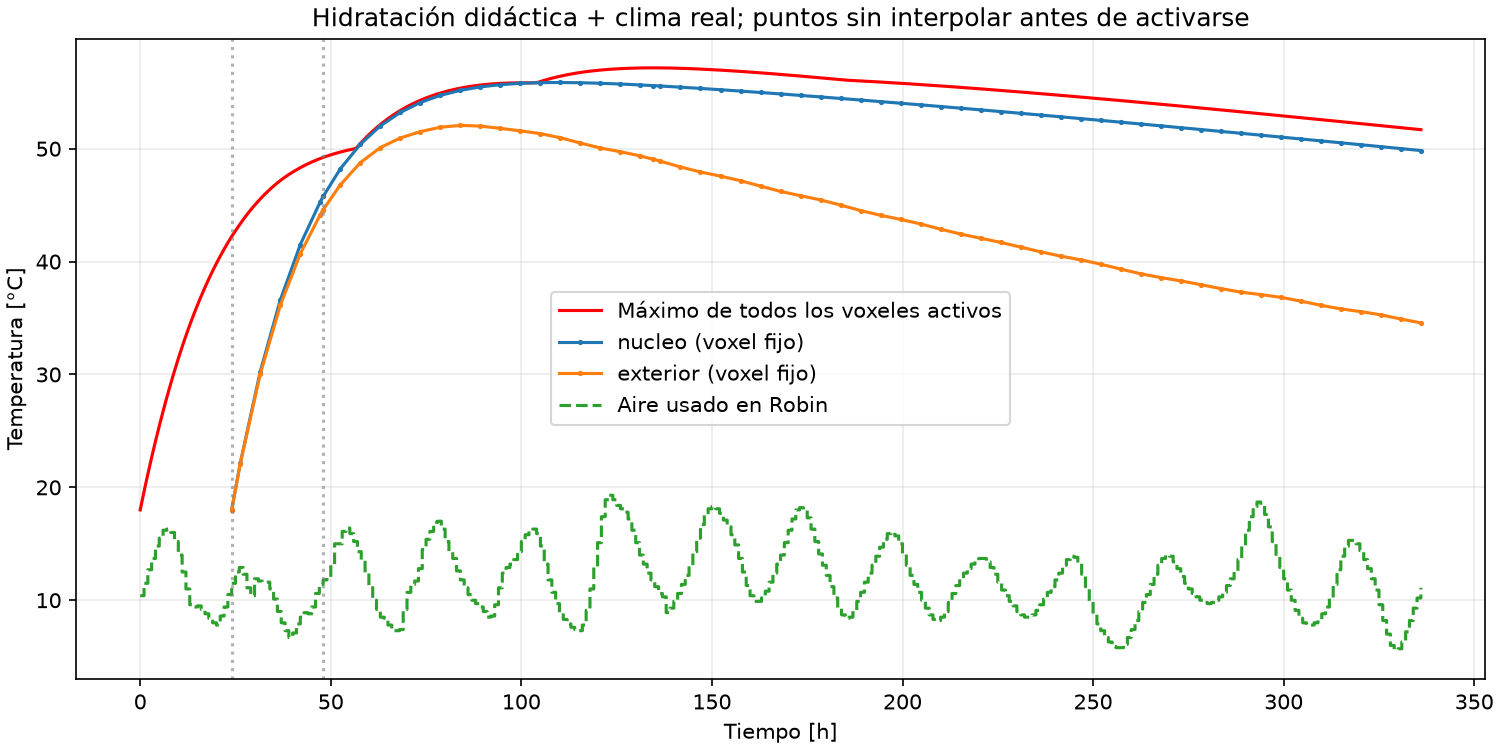 Hidratación didáctica + clima real; puntos sin interpolar antes de activarse
Temperatura [°C]
50
40
30
20
10
Máximo de todos los voxeles activos
nucleo (voxel fijo)
exterior (voxel fijo)
Aire usado en Robin
0
50
100
150
200
250
300
350
Tiempo [h]